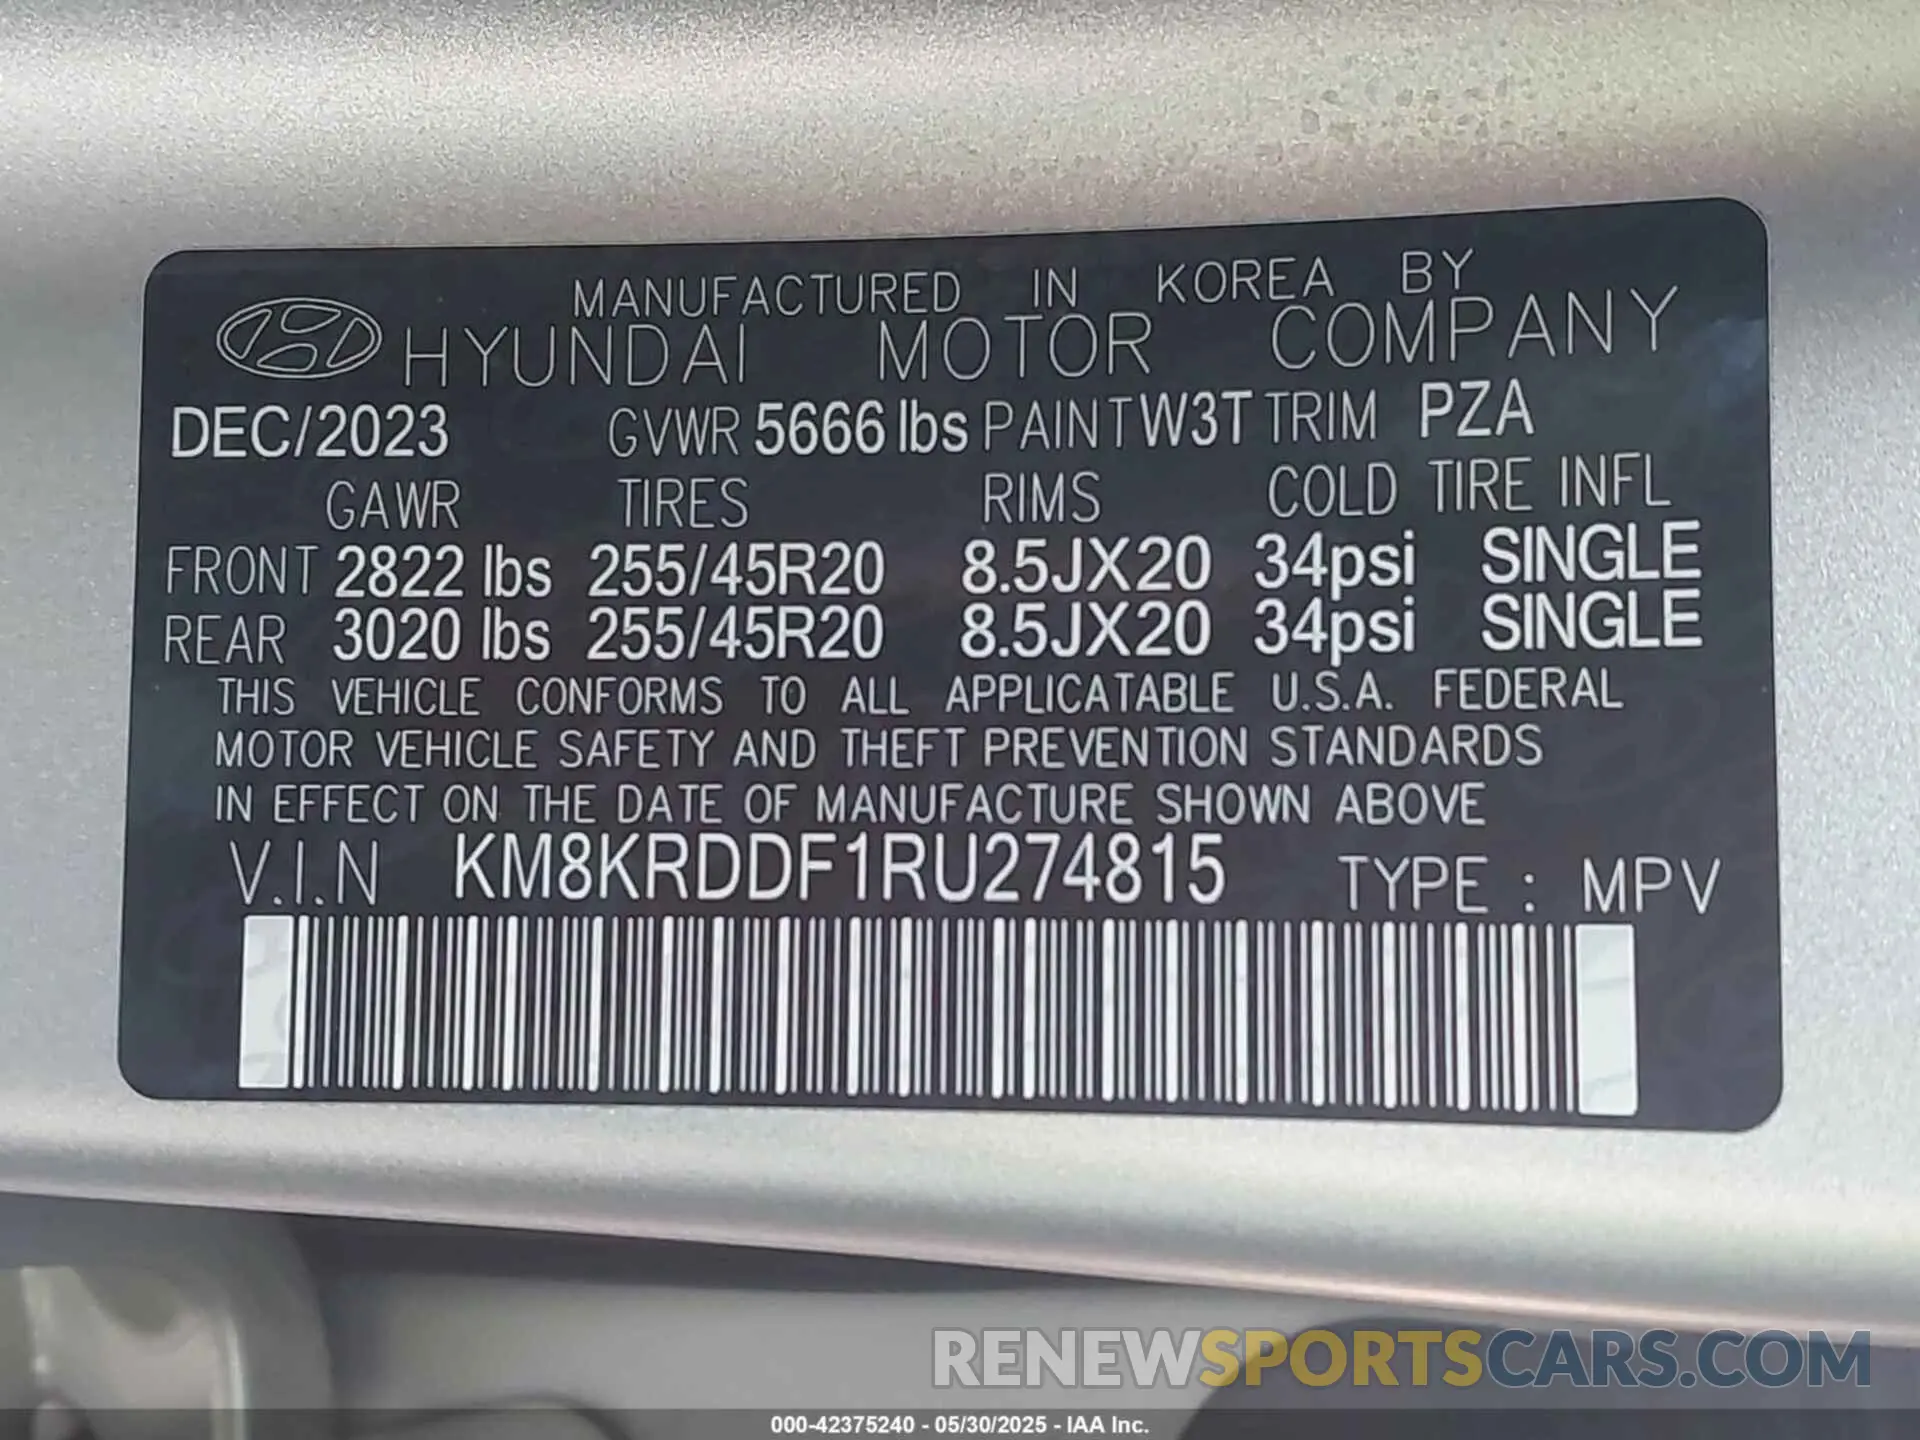 MANUFACTURED IN KOREA BY
HYUNDAI MOTOR COMPANY
DEC/2023 GVWR 5666 lbs PAINT W3T TRIM PZA
GAWR TIRES RIMS COLD TIRE INFL
FRONT 2822 lbs 255/45R20 8.5JX20 34psi SINGLE
REAR 3020 lbs 255/45R20 8.5JX20 34psi SINGLE
THIS VEHICLE CONFORMS TO ALL APPLICATABLE U.S.A. FEDERAL
MOTOR VEHICLE SAFETY AND THEFT PREVENTION STANDARDS
IN EFFECT ON THE DATE OF MANUFACTURE SHOWN ABOVE
V.I.N KM8KRDDF1RU274815 TYPE : MPV
RENEWSPORTSCARS.COM
000-42375240 - 05/30/2025 - IAA Inc.